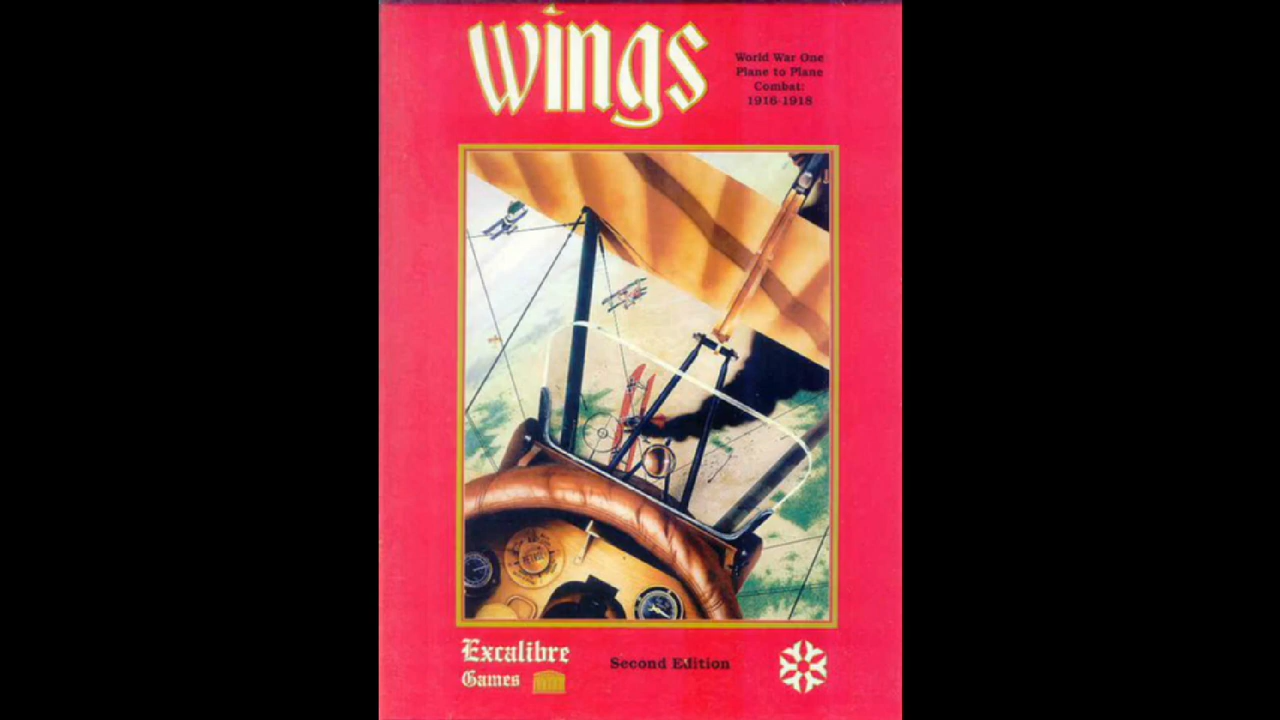 wings
World War One
Plane to Plane
Combat:
1916-1918
Excalibre
Games
Second Edition